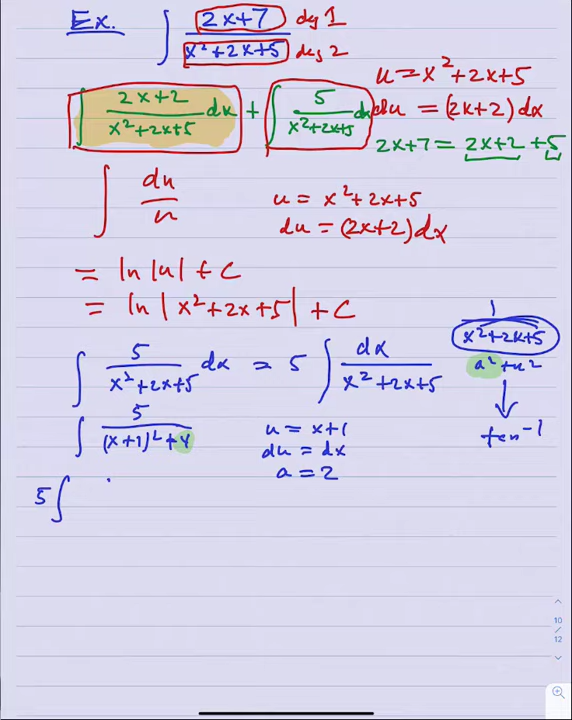 Ex. ∫ (2x+7)/(x²+2x+5) deg 1 deg 2
∫ (2x+2)/(x²+2x+5) dx + ∫ 5/(x²+2x+5) dx
u = x²+2x+5
du = (2x+2) dx
2x+7 = 2x+2 +5
∫ du/u
u = x²+2x+5
du = (2x+2) dx
= ln |u| + C
= ln | x²+2x+5 | + C
1/(x²+2x+5)
a²+u²
↓
tan⁻¹
∫ 5/(x²+2x+5) dx = 5 ∫ dx/(x²+2x+5)
∫ 5/((x+1)²+4)
u = x+1
du = dx
a = 2
5 ∫
10
/
12